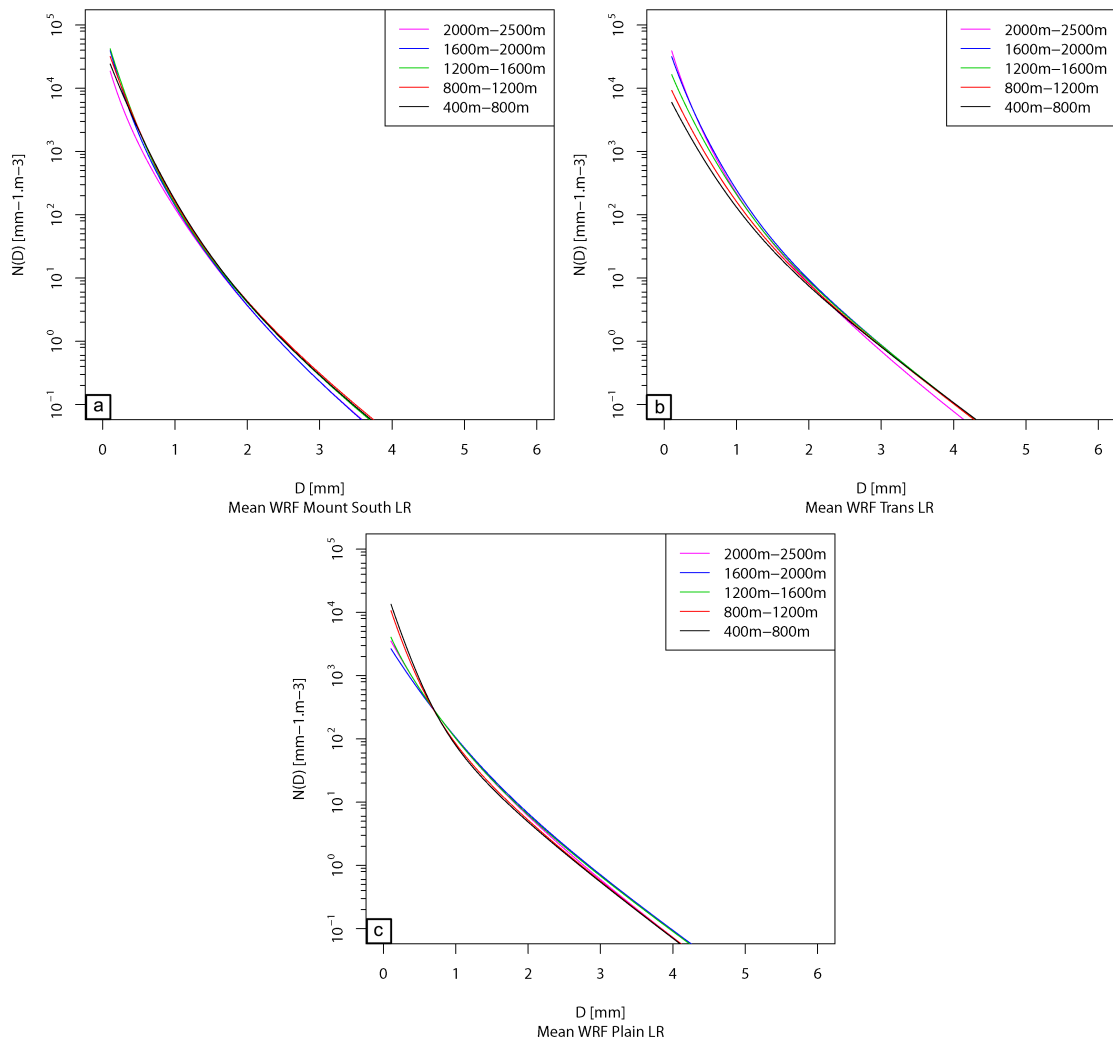 10^5
10^4
10^3
10^2
10^1
10^0
10^−1
N(D) [mm−1.m−3]
2000m−2500m
1600m−2000m
1200m−1600m
800m−1200m
400m−800m
a
0 1 2 3 4 5 6
D [mm]
Mean WRF Mount South LR
10^5
10^4
10^3
10^2
10^1
10^0
10^−1
N(D) [mm−1.m−3]
2000m−2500m
1600m−2000m
1200m−1600m
800m−1200m
400m−800m
b
0 1 2 3 4 5 6
D [mm]
Mean WRF Trans LR
10^5
10^4
10^3
10^2
10^1
10^0
10^−1
N(D) [mm−1.m−3]
2000m−2500m
1600m−2000m
1200m−1600m
800m−1200m
400m−800m
c
0 1 2 3 4 5 6
D [mm]
Mean WRF Plain LR